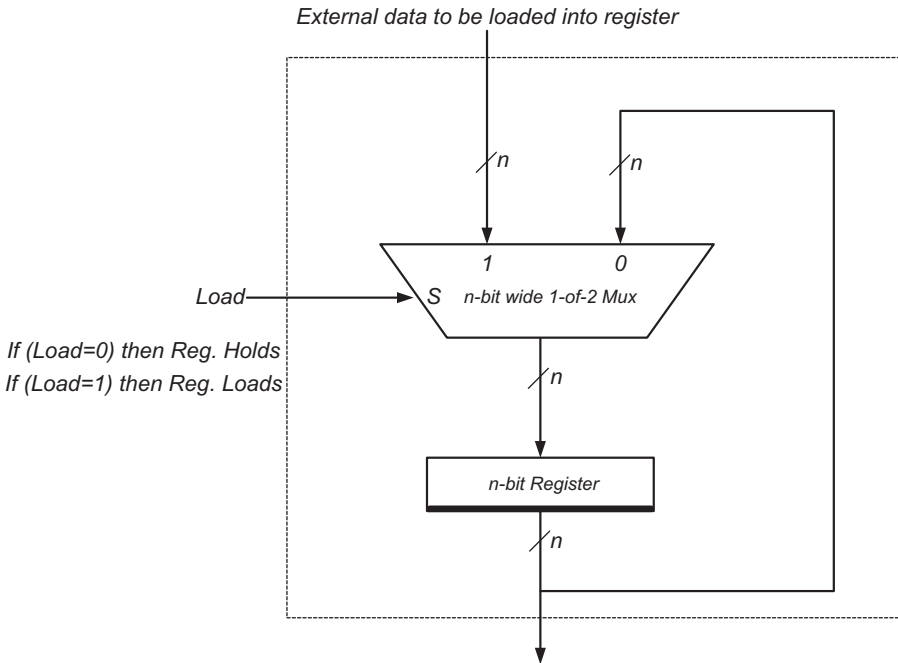 External data to be loaded into register
n
n
1
0
Load
S
n-bit wide 1-of-2 Mux
If (Load=0) then Reg. Holds
If (Load=1) then Reg. Loads
n
n-bit Register
n